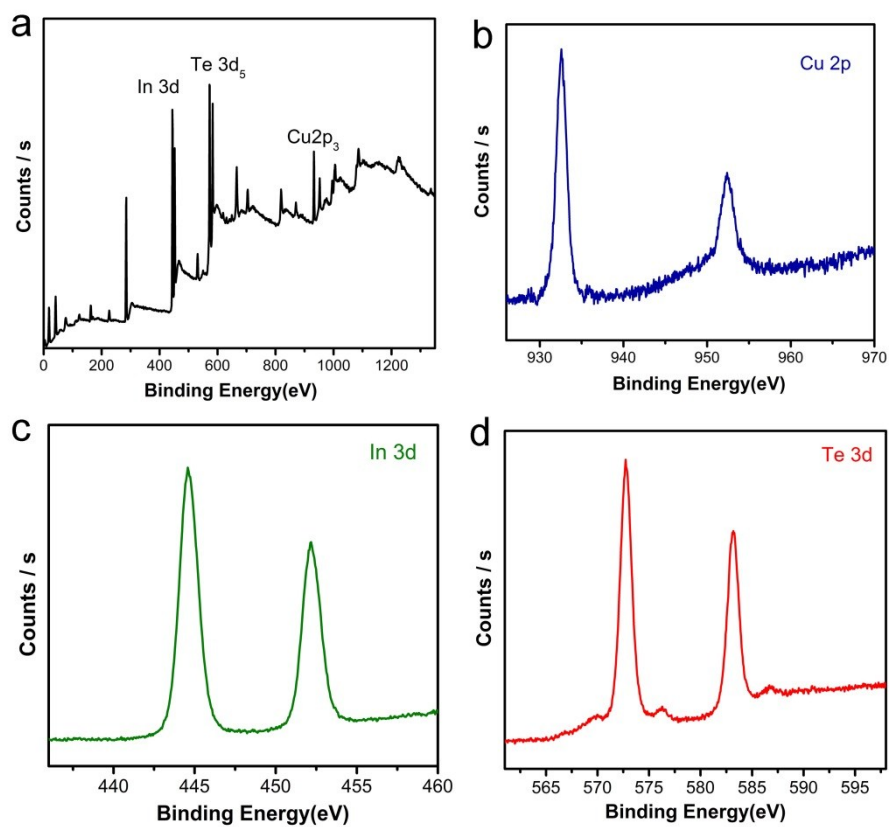 a
In 3d
Te 3d₅
Cu2p₃
Counts / s
0 200 400 600 800 1000 1200
Binding Energy(eV)
b
Cu 2p
Counts / s
930 940 950 960 970
Binding Energy(eV)
c
In 3d
Counts / s
440 445 450 455 460
Binding Energy(eV)
d
Te 3d
Counts / s
565 570 575 580 585 590 595
Binding Energy(eV)